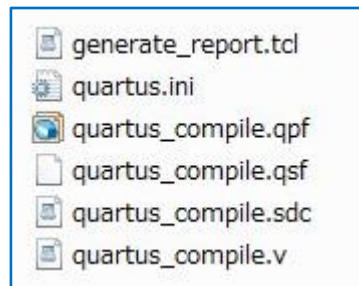 generate_report.tcl
quartus.ini
quartus_compile.qpf
quartus_compile.qsf
quartus_compile.sdc
quartus_compile.v